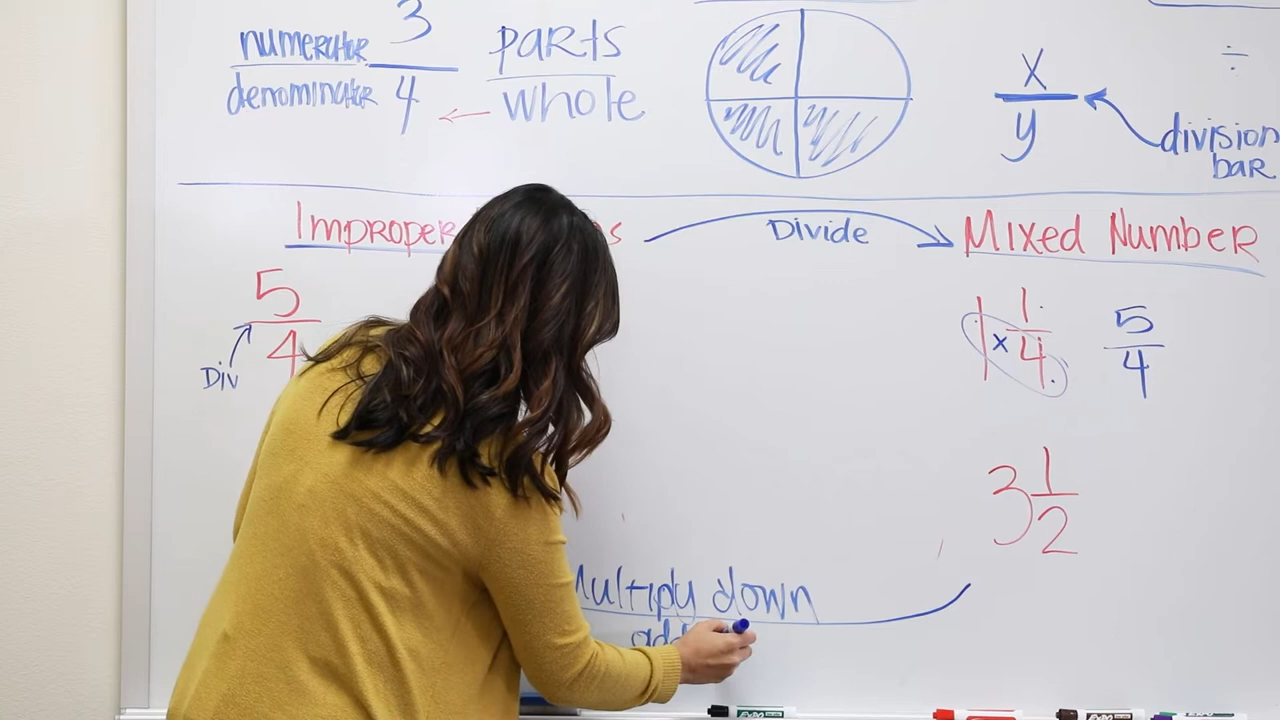 numerator 3 parts
denominator 4 whole
x
y
÷
division
bar
Improper
Divide
Mixed Number
5
4
Div
1 x 1
4
5
4
3 1
2
Multiply down
add